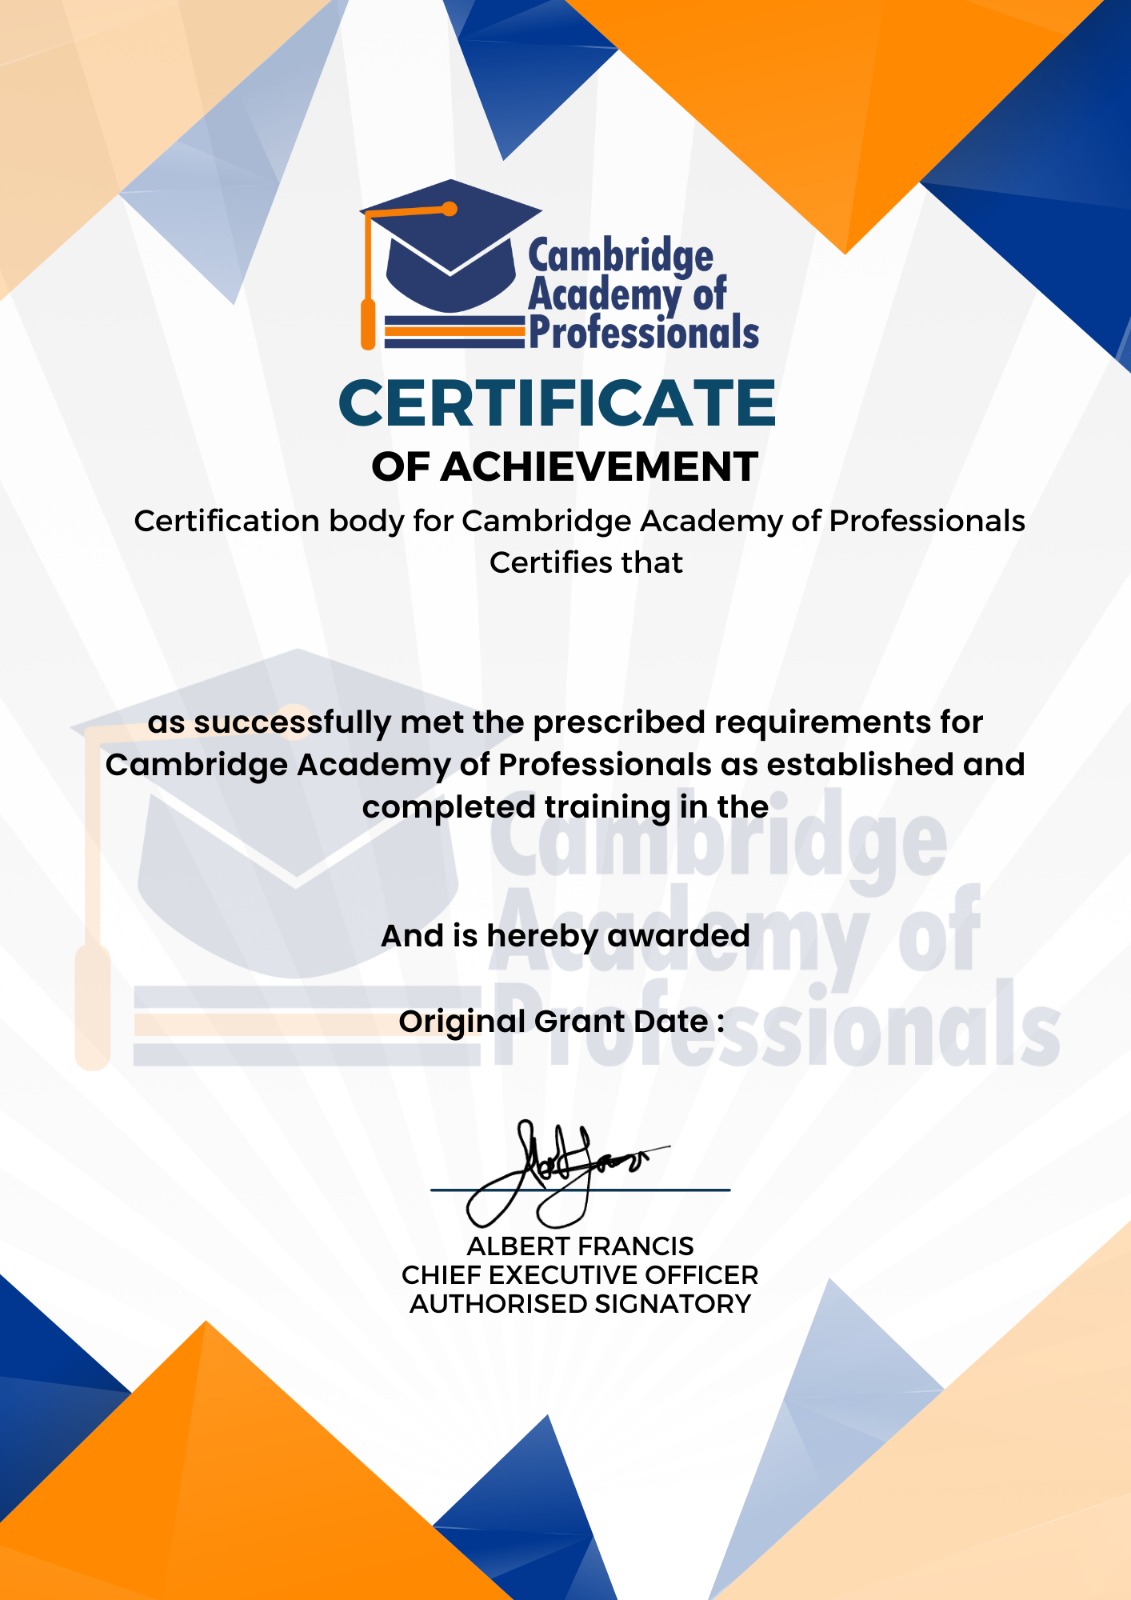 Cambridge
Academy of
Professionals
CERTIFICATE
OF ACHIEVEMENT
Certification body for Cambridge Academy of Professionals
Certifies that
as successfully met the prescribed requirements for
Cambridge Academy of Professionals as established and
completed training in the
Cambridge
Academy of
Professionals
And is hereby awarded
Original Grant Date :
Albert Francis
ALBERT FRANCIS
CHIEF EXECUTIVE OFFICER
AUTHORISED SIGNATORY